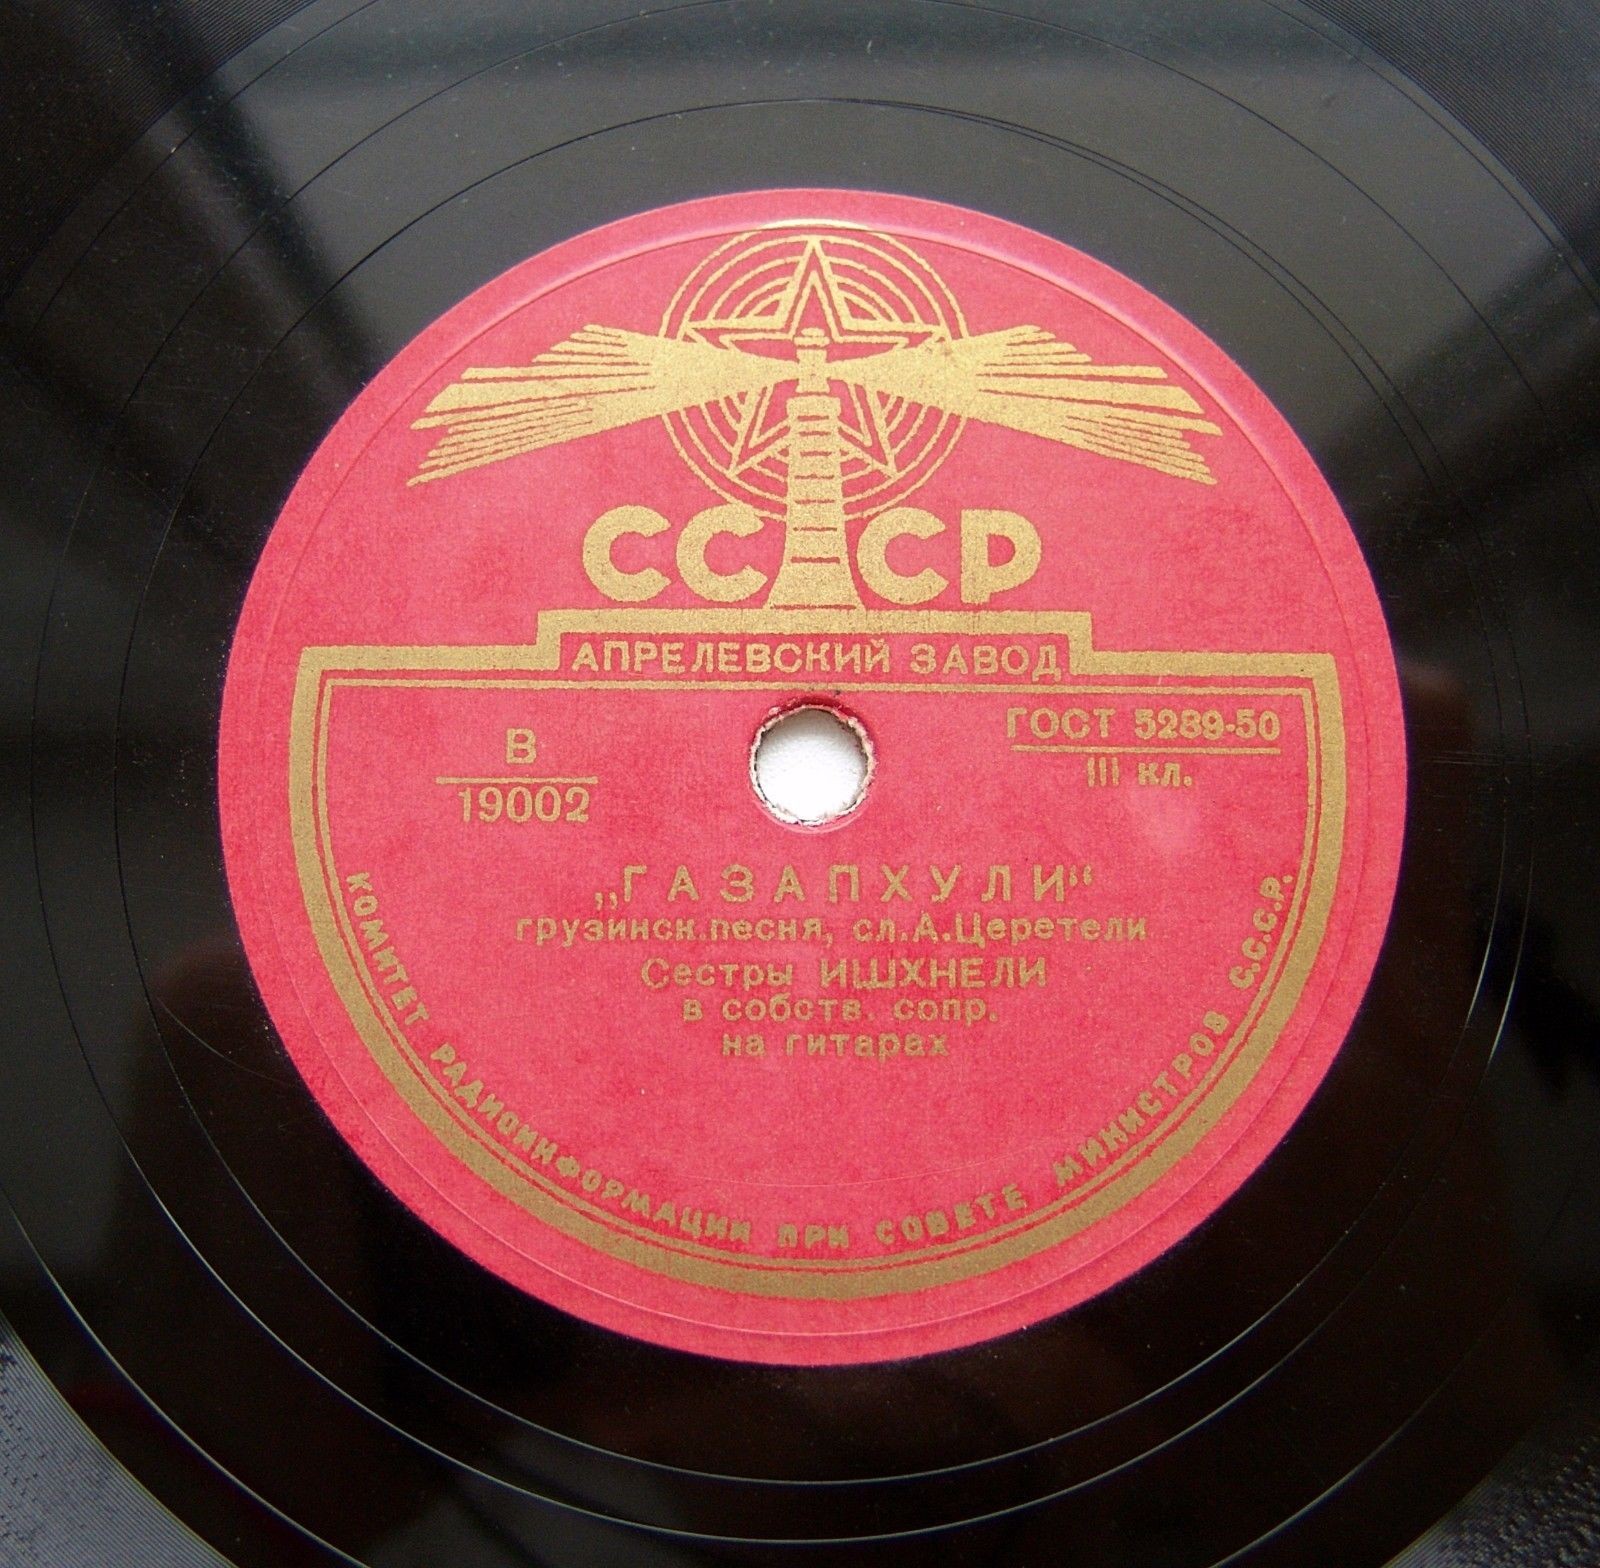 СССР
АПРЕЛЕВСКИЙ ЗАВОД
В
19002
ГОСТ 5289-50
III кл.
„ГАЗАПХУЛИ“
грузинск.песня, сл.А.Церетели
Сестры ИШХНЕЛИ
в собств. сопр.
на гитарах
КОМИТЕТ РАДИОИНФОРМАЦИИ ПРИ СОВЕТЕ МИНИСТРОВ С.С.С.Р.